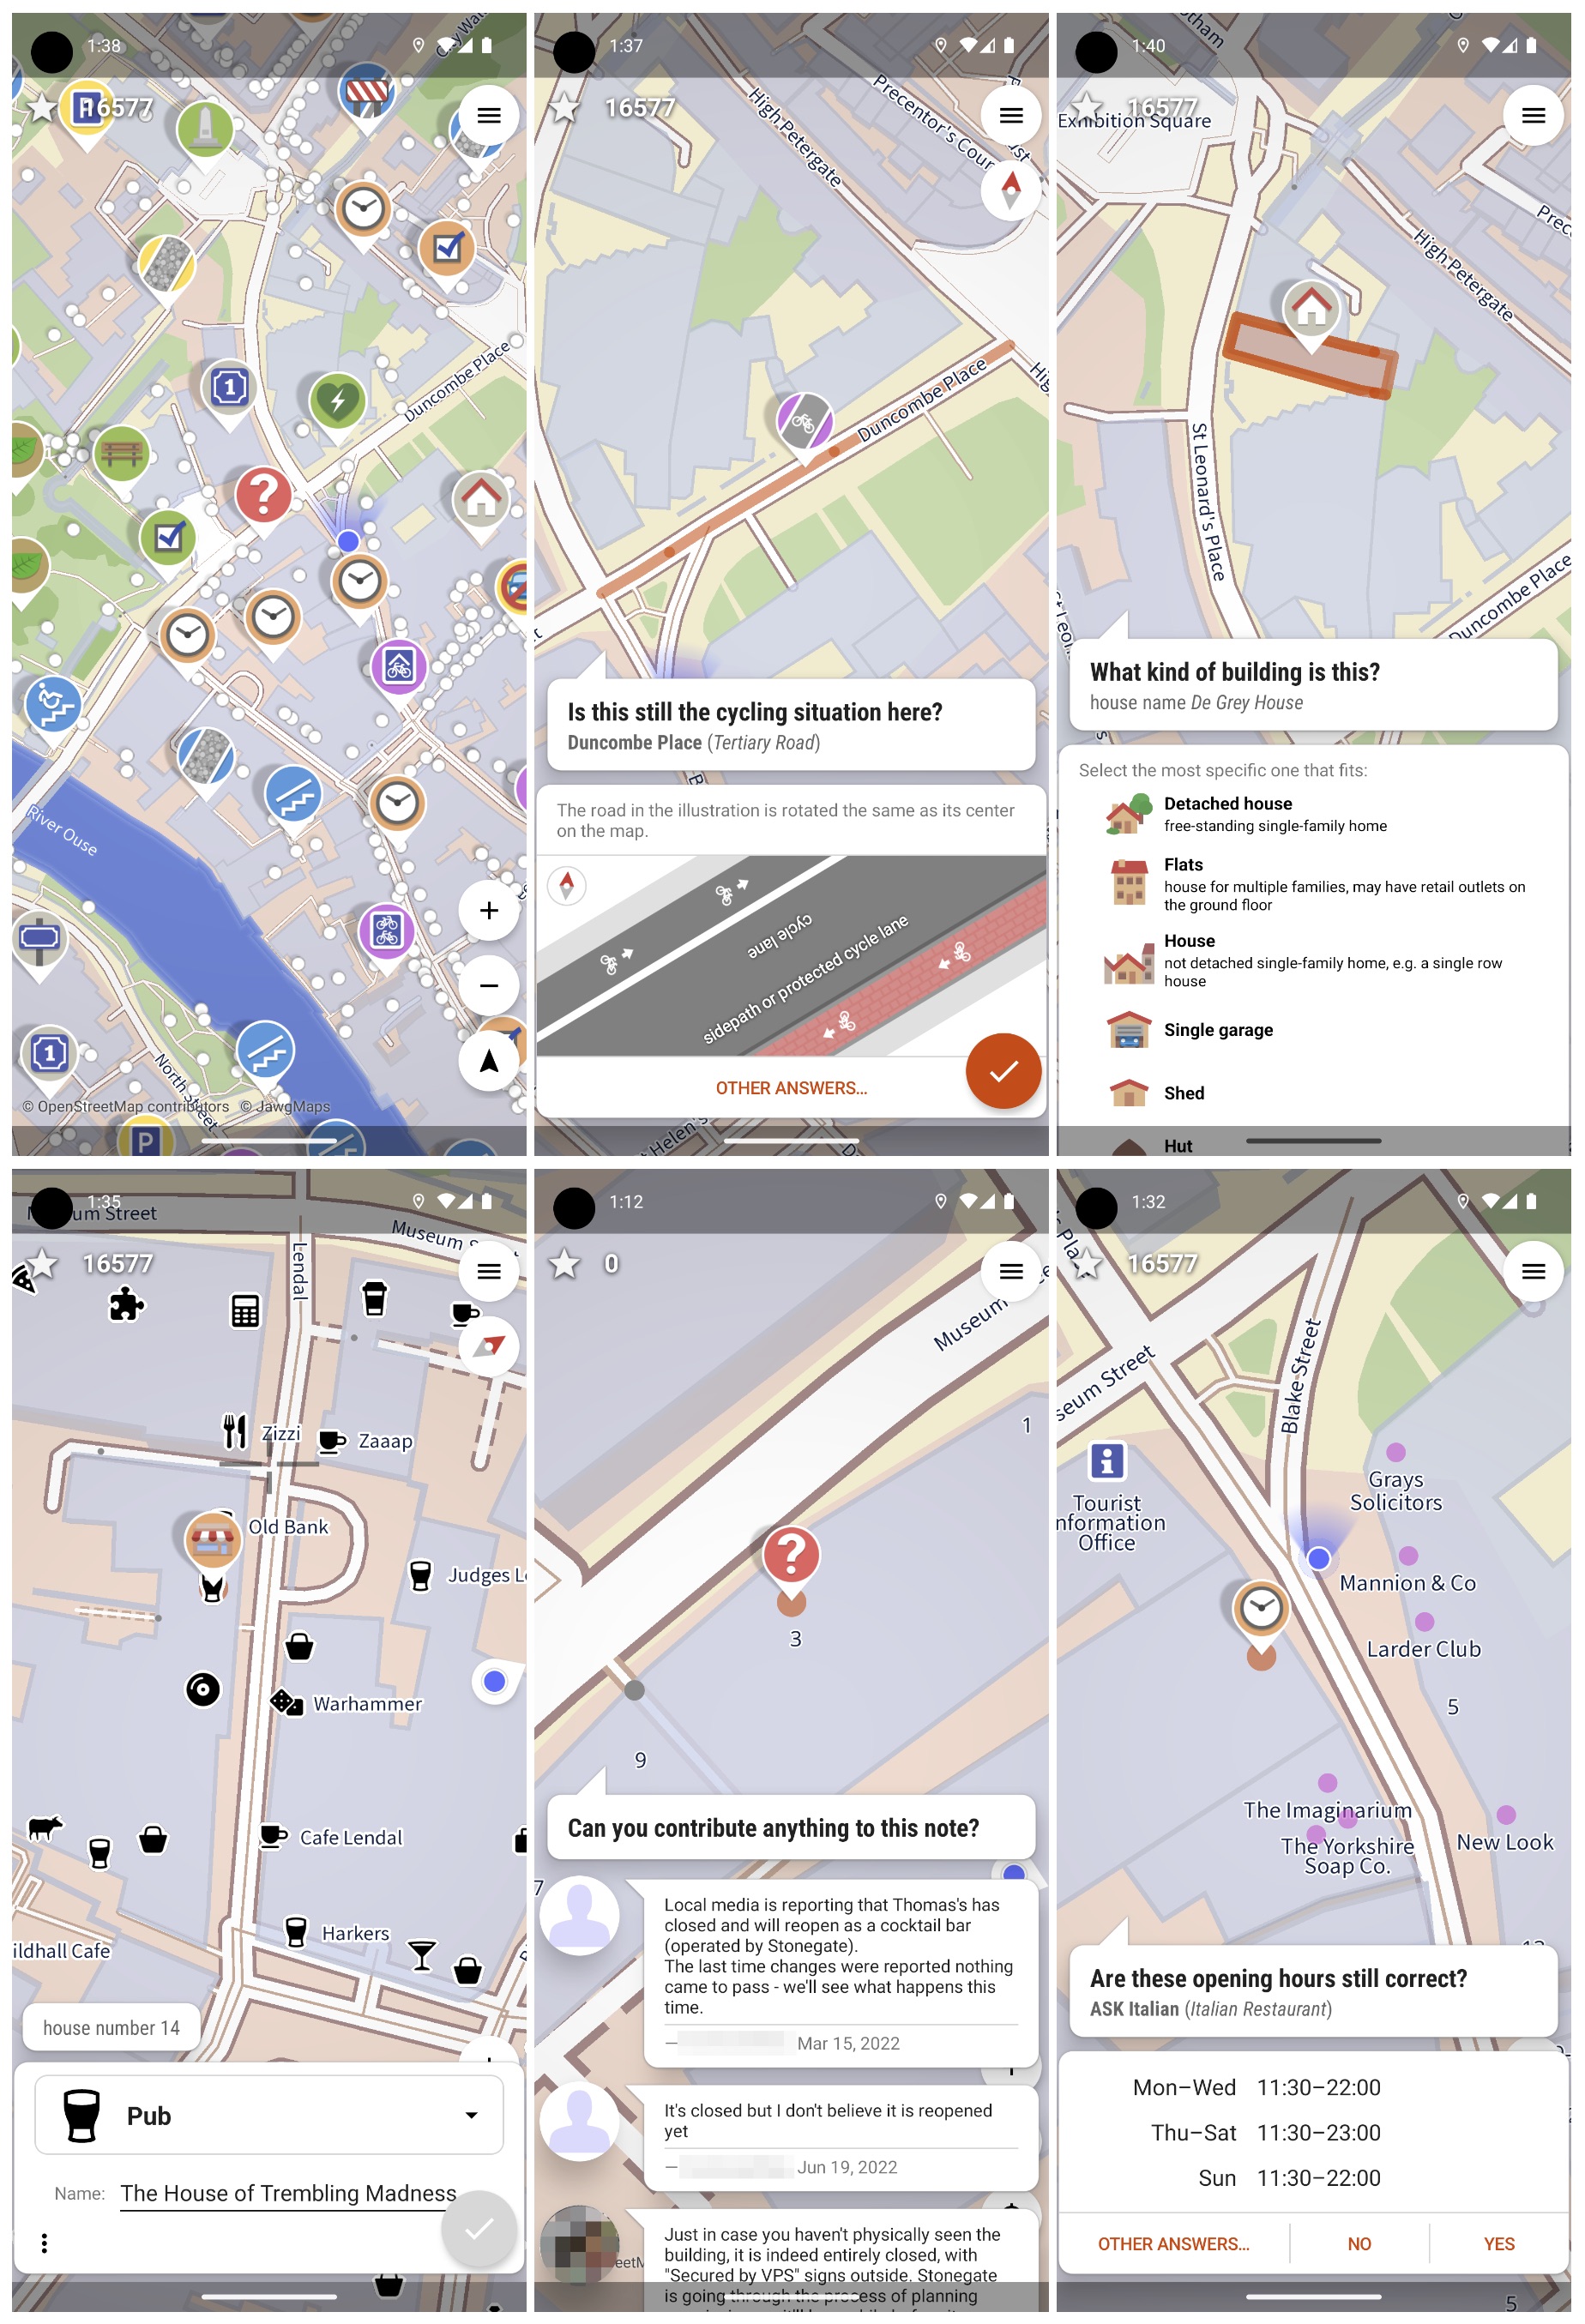 1:38
16577
City Wa
Duncombe Place
River Ouse
North Street
© OpenStreetMap contributors © JawgMaps
1:37
16577
High Petergate
Precentor's Cour
Duncombe Place
Is this still the cycling situation here?
Duncombe Place (Tertiary Road)
The road in the illustration is rotated the same as its center
on the map.
cycle lane
sidepath or protected cycle lane
OTHER ANSWERS…
St Helen's
1:40
16577
Exhibition Square
High Petergate
St Leonard's Place
Duncombe Place
What kind of building is this?
house name De Grey House
Select the most specific one that fits:
Detached house
free-standing single-family home
Flats
house for multiple families, may have retail outlets on
the ground floor
House
not detached single-family home, e.g. a single row
house
Single garage
Shed
Hut
1:35
um Street
Museum S
16577
Lendal
Zizzi
Zaaap
Old Bank
Judges L
Warhammer
Cafe Lendal
Harkers
ildhall Cafe
house number 14
Pub
Name: The House of Trembling Madness
1:12
0
Museum
1
3
9
Can you contribute anything to this note?
7
Local media is reporting that Thomas's has
closed and will reopen as a cocktail bar
(operated by Stonegate).
The last time changes were reported nothing
came to pass - we'll see what happens this
time.
— Mar 15, 2022
It's closed but I don't believe it is reopened
yet
— Jun 19, 2022
Just in case you haven't physically seen the
building, it is indeed entirely closed, with
"Secured by VPS" signs outside. Stonegate
is going through the process of planning
1:32
16577
seum Street
Blake Street
Tourist
nformation
Office
Grays
Solicitors
Mannion & Co
Larder Club
5
The Imaginarium
The Yorkshire
Soap Co.
New Look
Are these opening hours still correct?
ASK Italian (Italian Restaurant)
Mon–Wed 11:30–22:00
Thu–Sat 11:30–23:00
Sun 11:30–22:00
OTHER ANSWERS…
NO
YES
5